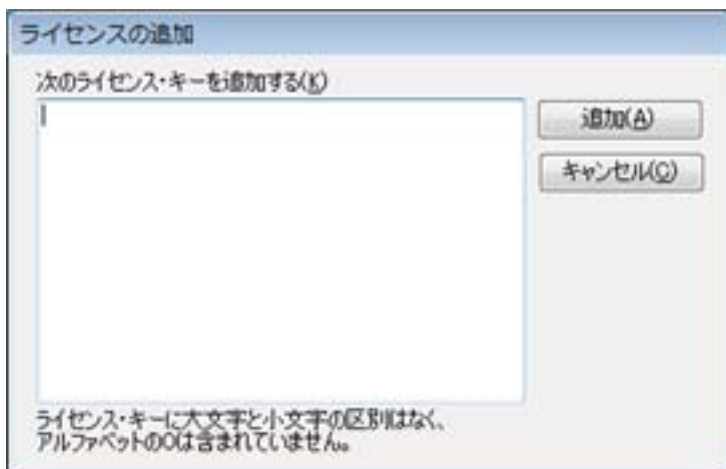 ライセンスの追加
次のライセンス・キーを追加する(K)
追加(A)
キャンセル(C)
ライセンス・キーに大文字と小文字の区別はなく、
アルファベットのOは含まれていません。